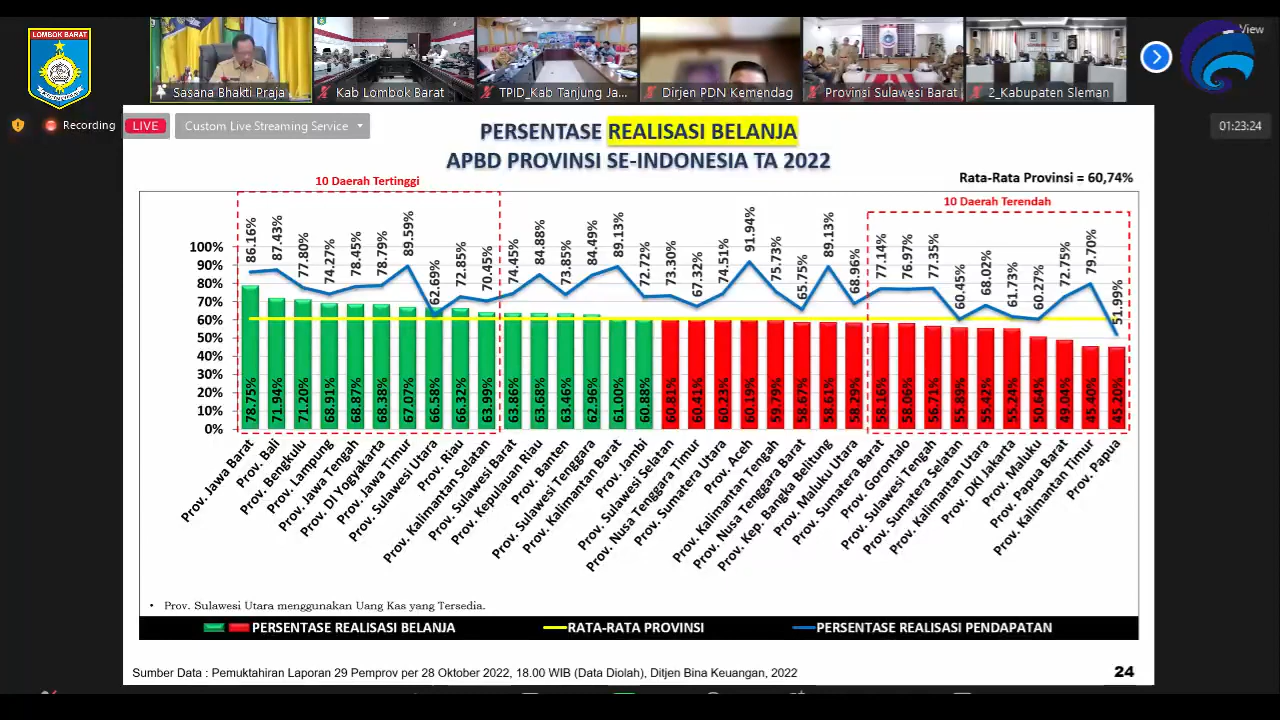 LOMBOK BARAT
Sasana Bhakti Praja
Kab Lombok Barat
TPID_Kab Tanjung Ja...
Dirjen PDN Kemendag
Provinsi Sulawesi Barat
2_Kabupaten Sleman
View
Recording
LIVE
Custom Live Streaming Service
01:23:24
PERSENTASE REALISASI BELANJA
APBD PROVINSI SE-INDONESIA TA 2022
Rata-Rata Provinsi = 60,74%
10 Daerah Tertinggi
10 Daerah Terendah
86.16% 87.43% 77.80% 74.27% 78.45% 78.79% 89.59% 62.69% 72.85% 70.45% 74.45% 84.88% 73.85% 84.49% 89.13% 72.72% 73.30% 67.32% 74.51% 91.94% 75.73% 65.75% 89.13% 68.96% 77.14% 76.97% 77.35% 60.45% 68.02% 61.73% 60.27% 72.75% 79.70% 51.99%
100%
90%
80%
70%
60%
50%
40%
30%
20%
10%
0%
78.75% 71.94% 71.20% 68.91% 68.87% 68.38% 67.07% 66.58% 66.32% 63.99% 63.86% 63.68% 63.46% 62.96% 61.00% 60.88% 60.81% 60.41% 60.23% 60.19% 59.79% 58.67% 58.61% 58.29% 58.16% 58.06% 56.71% 55.89% 55.42% 55.24% 50.64% 49.04% 45.40% 45.20%
Prov. Jawa Barat
Prov. Bali
Prov. Bengkulu
Prov. Lampung
Prov. Jawa Tengah
Prov. DI Yogyakarta
Prov. Jawa Timur
Prov. Sulawesi Utara
Prov. Riau
Prov. Kalimantan Selatan
Prov. Sulawesi Barat
Prov. Kepulauan Riau
Prov. Banten
Prov. Sulawesi Tenggara
Prov. Kalimantan Barat
Prov. Jambi
Prov. Sulawesi Selatan
Prov. Nusa Tenggara Timur
Prov. Sumatera Utara
Prov. Aceh
Prov. Kalimantan Tengah
Prov. Nusa Tenggara Barat
Prov. Kep. Bangka Belitung
Prov. Maluku Utara
Prov. Sumatera Barat
Prov. Gorontalo
Prov. Sulawesi Tengah
Prov. Sumatera Selatan
Prov. Kalimantan Utara
Prov. DKI Jakarta
Prov. Maluku
Prov. Papua Barat
Prov. Kalimantan Timur
Prov. Papua
• Prov. Sulawesi Utara menggunakan Uang Kas yang Tersedia.
PERSENTASE REALISASI BELANJA
RATA-RATA PROVINSI
PERSENTASE REALISASI PENDAPATAN
Sumber Data : Pemuktahiran Laporan 29 Pemprov per 28 Oktober 2022, 18.00 WIB (Data Diolah), Ditjen Bina Keuangan, 2022
24